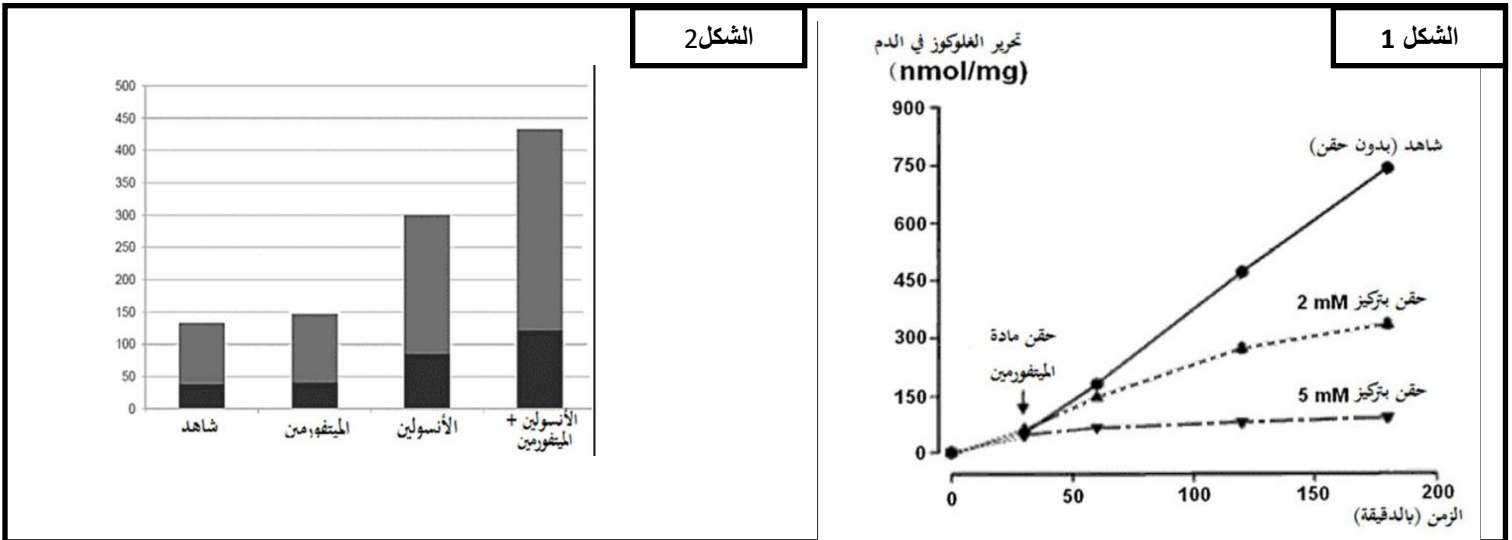 الشكل 1
تحرير الغلوكوز في الدم
(nmol/mg)
900
750
600
450
300
150
0
شاهد (بدون حقن)
حقن بتركيز 2 mM
حقن مادة
الميتفورمين
حقن بتركيز 5 mM
0
50
100
150
200
الزمن (بالدقيقة)
الشكل2
500
450
400
350
300
250
200
150
100
50
0
شاهد
الميتفورمين
الأنسولين
الأنسولين +
الميتفورمين